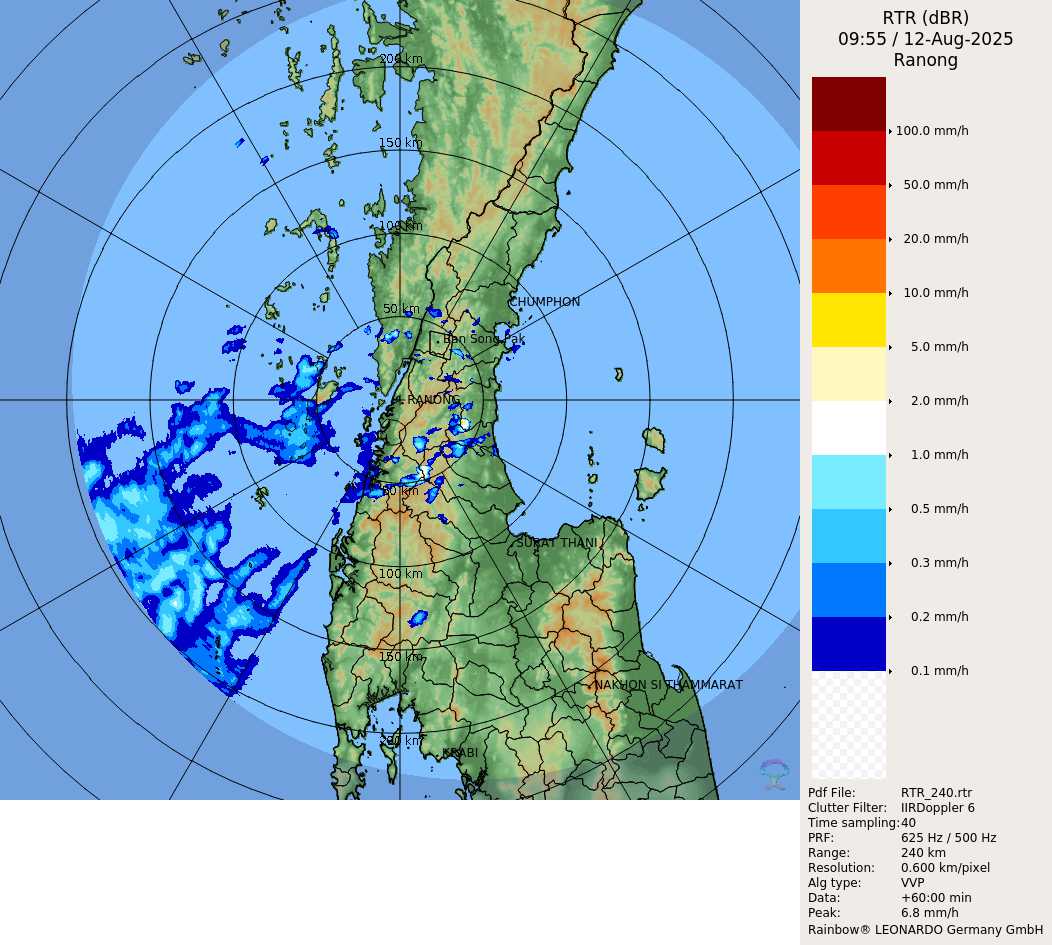 RTR (dBR)
09:55 / 12-Aug-2025
Ranong
100.0 mm/h
50.0 mm/h
20.0 mm/h
10.0 mm/h
5.0 mm/h
2.0 mm/h
1.0 mm/h
0.5 mm/h
0.3 mm/h
0.2 mm/h
0.1 mm/h
Pdf File: RTR_240.rtr
Clutter Filter: IIRDoppler 6
Time sampling: 40
PRF: 625 Hz / 500 Hz
Range: 240 km
Resolution: 0.600 km/pixel
Alg type: VVP
Data: +60:00 min
Peak: 6.8 mm/h
Rainbow® LEONARDO Germany GmbH
200 km
150 km
100 km
50 km
CHUMPHON
Ban Song Pak
RANONG
50 km
SURAT THANI
100 km
150 km
NAKHON SI THAMMARAT
200 km
KRABI